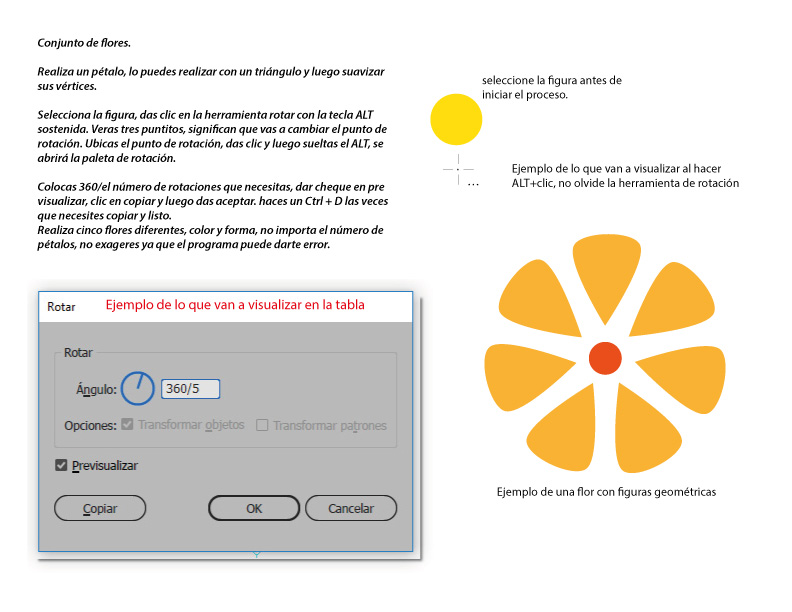 Conjunto de flores.
Realiza un pétalo, lo puedes realizar con un triángulo y luego suavizar
sus vértices.
Selecciona la figura, das clic en la herramienta rotar con la tecla ALT
sostenida. Veras tres puntitos, significan que vas a cambiar el punto de
rotación. Ubicas el punto de rotación, das clic y luego sueltas el ALT, se
abrirá la paleta de rotación.
Colocas 360/el número de rotaciones que necesitas, dar cheque en pre
visualizar, clic en copiar y luego das aceptar. haces un Ctrl + D las veces
que necesites copiar y listo.
Realiza cinco flores diferentes, color y forma, no importa el número de
pétalos, no exageres ya que el programa puede darte error.
seleccione la figura antes de
iniciar el proceso.
...
Ejemplo de lo que van a visualizar al hacer
ALT+clic, no olvide la herramienta de rotación
Rotar
Ejemplo de lo que van a visualizar en la tabla
Rotar
Ángulo: 360/5
Opciones: Transformar objetos Transformar patrones
Previsualizar
Copiar OK Cancelar
Ejemplo de una flor con figuras geométricas